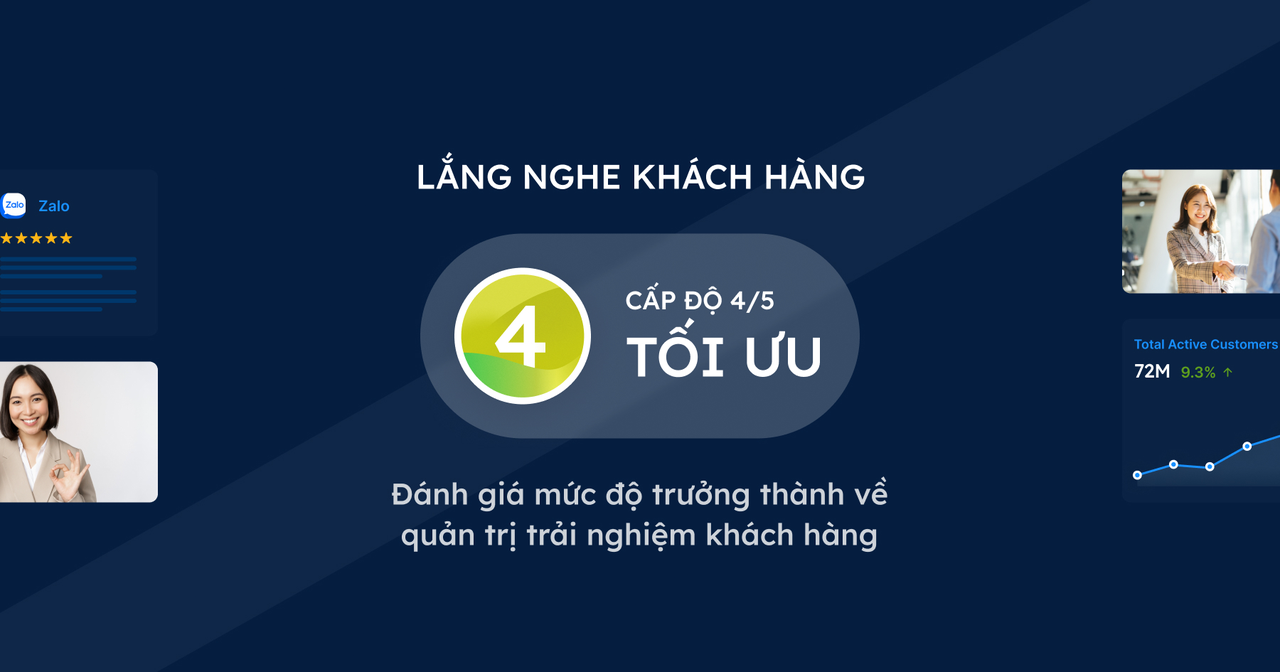 LẮNG NGHE KHÁCH HÀNG
Zalo
Zalo
4
CẤP ĐỘ 4/5
TỐI ƯU
Total Active Customers
72M 9.3% ↑
Đánh giá mức độ trưởng thành về
quản trị trải nghiệm khách hàng